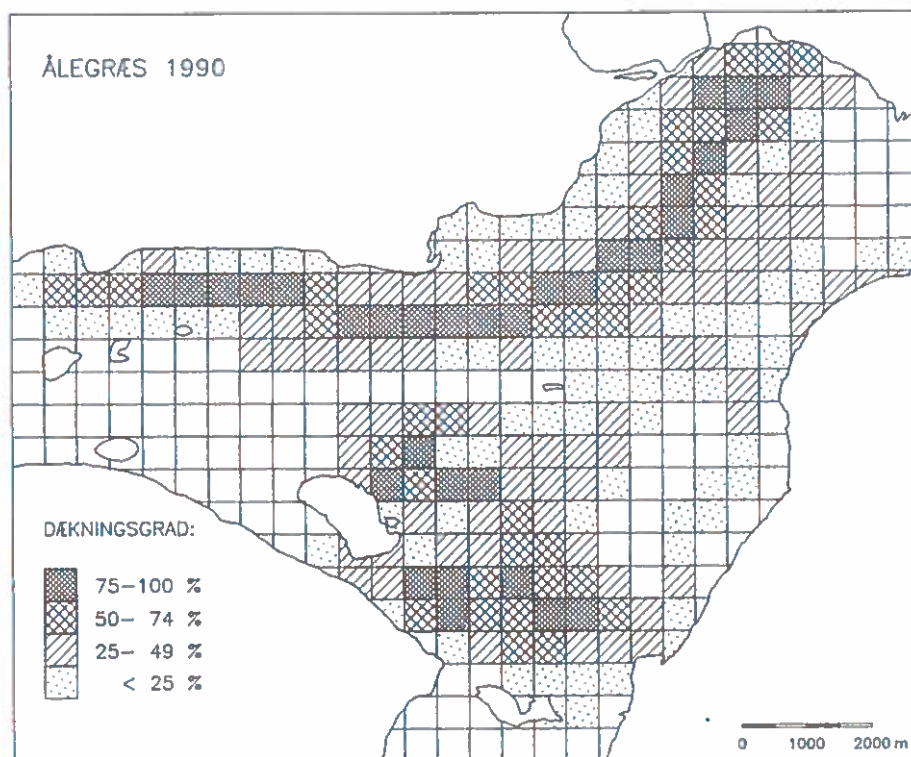 ÅLEGRÆS 1990
DÆKNINGSGRAD:
75-100 %
50- 74 %
25- 49 %
< 25 %
0 1000 2000 m